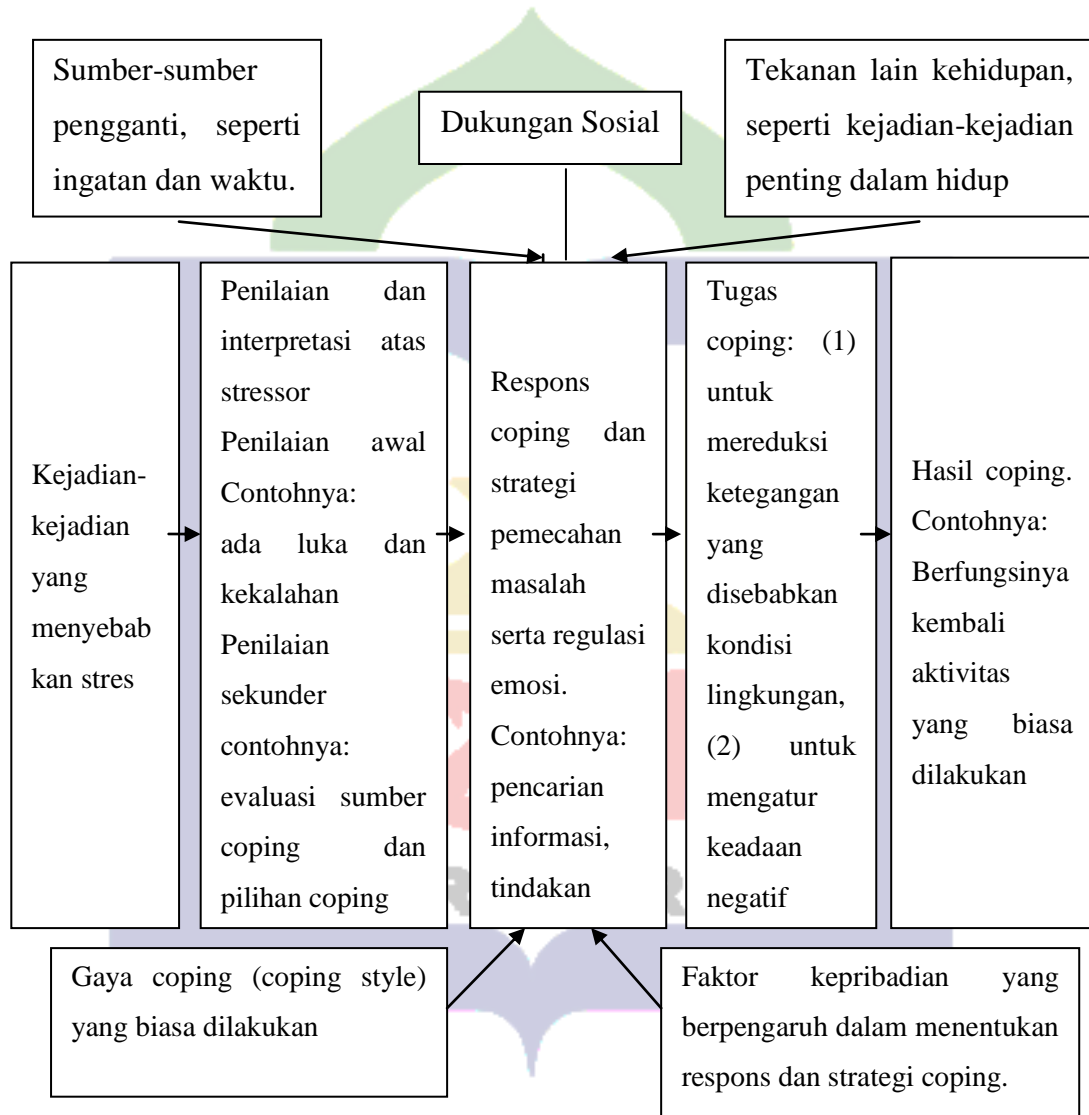 Sumber-sumber
pengganti, seperti
ingatan dan waktu.
Dukungan Sosial
Tekanan lain kehidupan,
seperti kejadian-kejadian
penting dalam hidup
Kejadian-
kejadian
yang
menyebab
kan stres
Penilaian dan
interpretasi atas
stressor
Penilaian awal
Contohnya:
ada luka dan
kekalahan
Penilaian
sekunder
contohnya:
evaluasi sumber
coping dan
pilihan coping
Respons
coping dan
strategi
pemecahan
masalah
serta regulasi
emosi.
Contohnya:
pencarian
informasi,
tindakan
Tugas
coping: (1)
untuk
mereduksi
ketegangan
yang
disebabkan
kondisi
lingkungan,
(2) untuk
mengatur
keadaan
negatif
Hasil coping.
Contohnya:
Berfungsinya
kembali
aktivitas
yang biasa
dilakukan
Gaya coping (coping style)
yang biasa dilakukan
Faktor kepribadian yang
berpengaruh dalam menentukan
respons dan strategi coping.